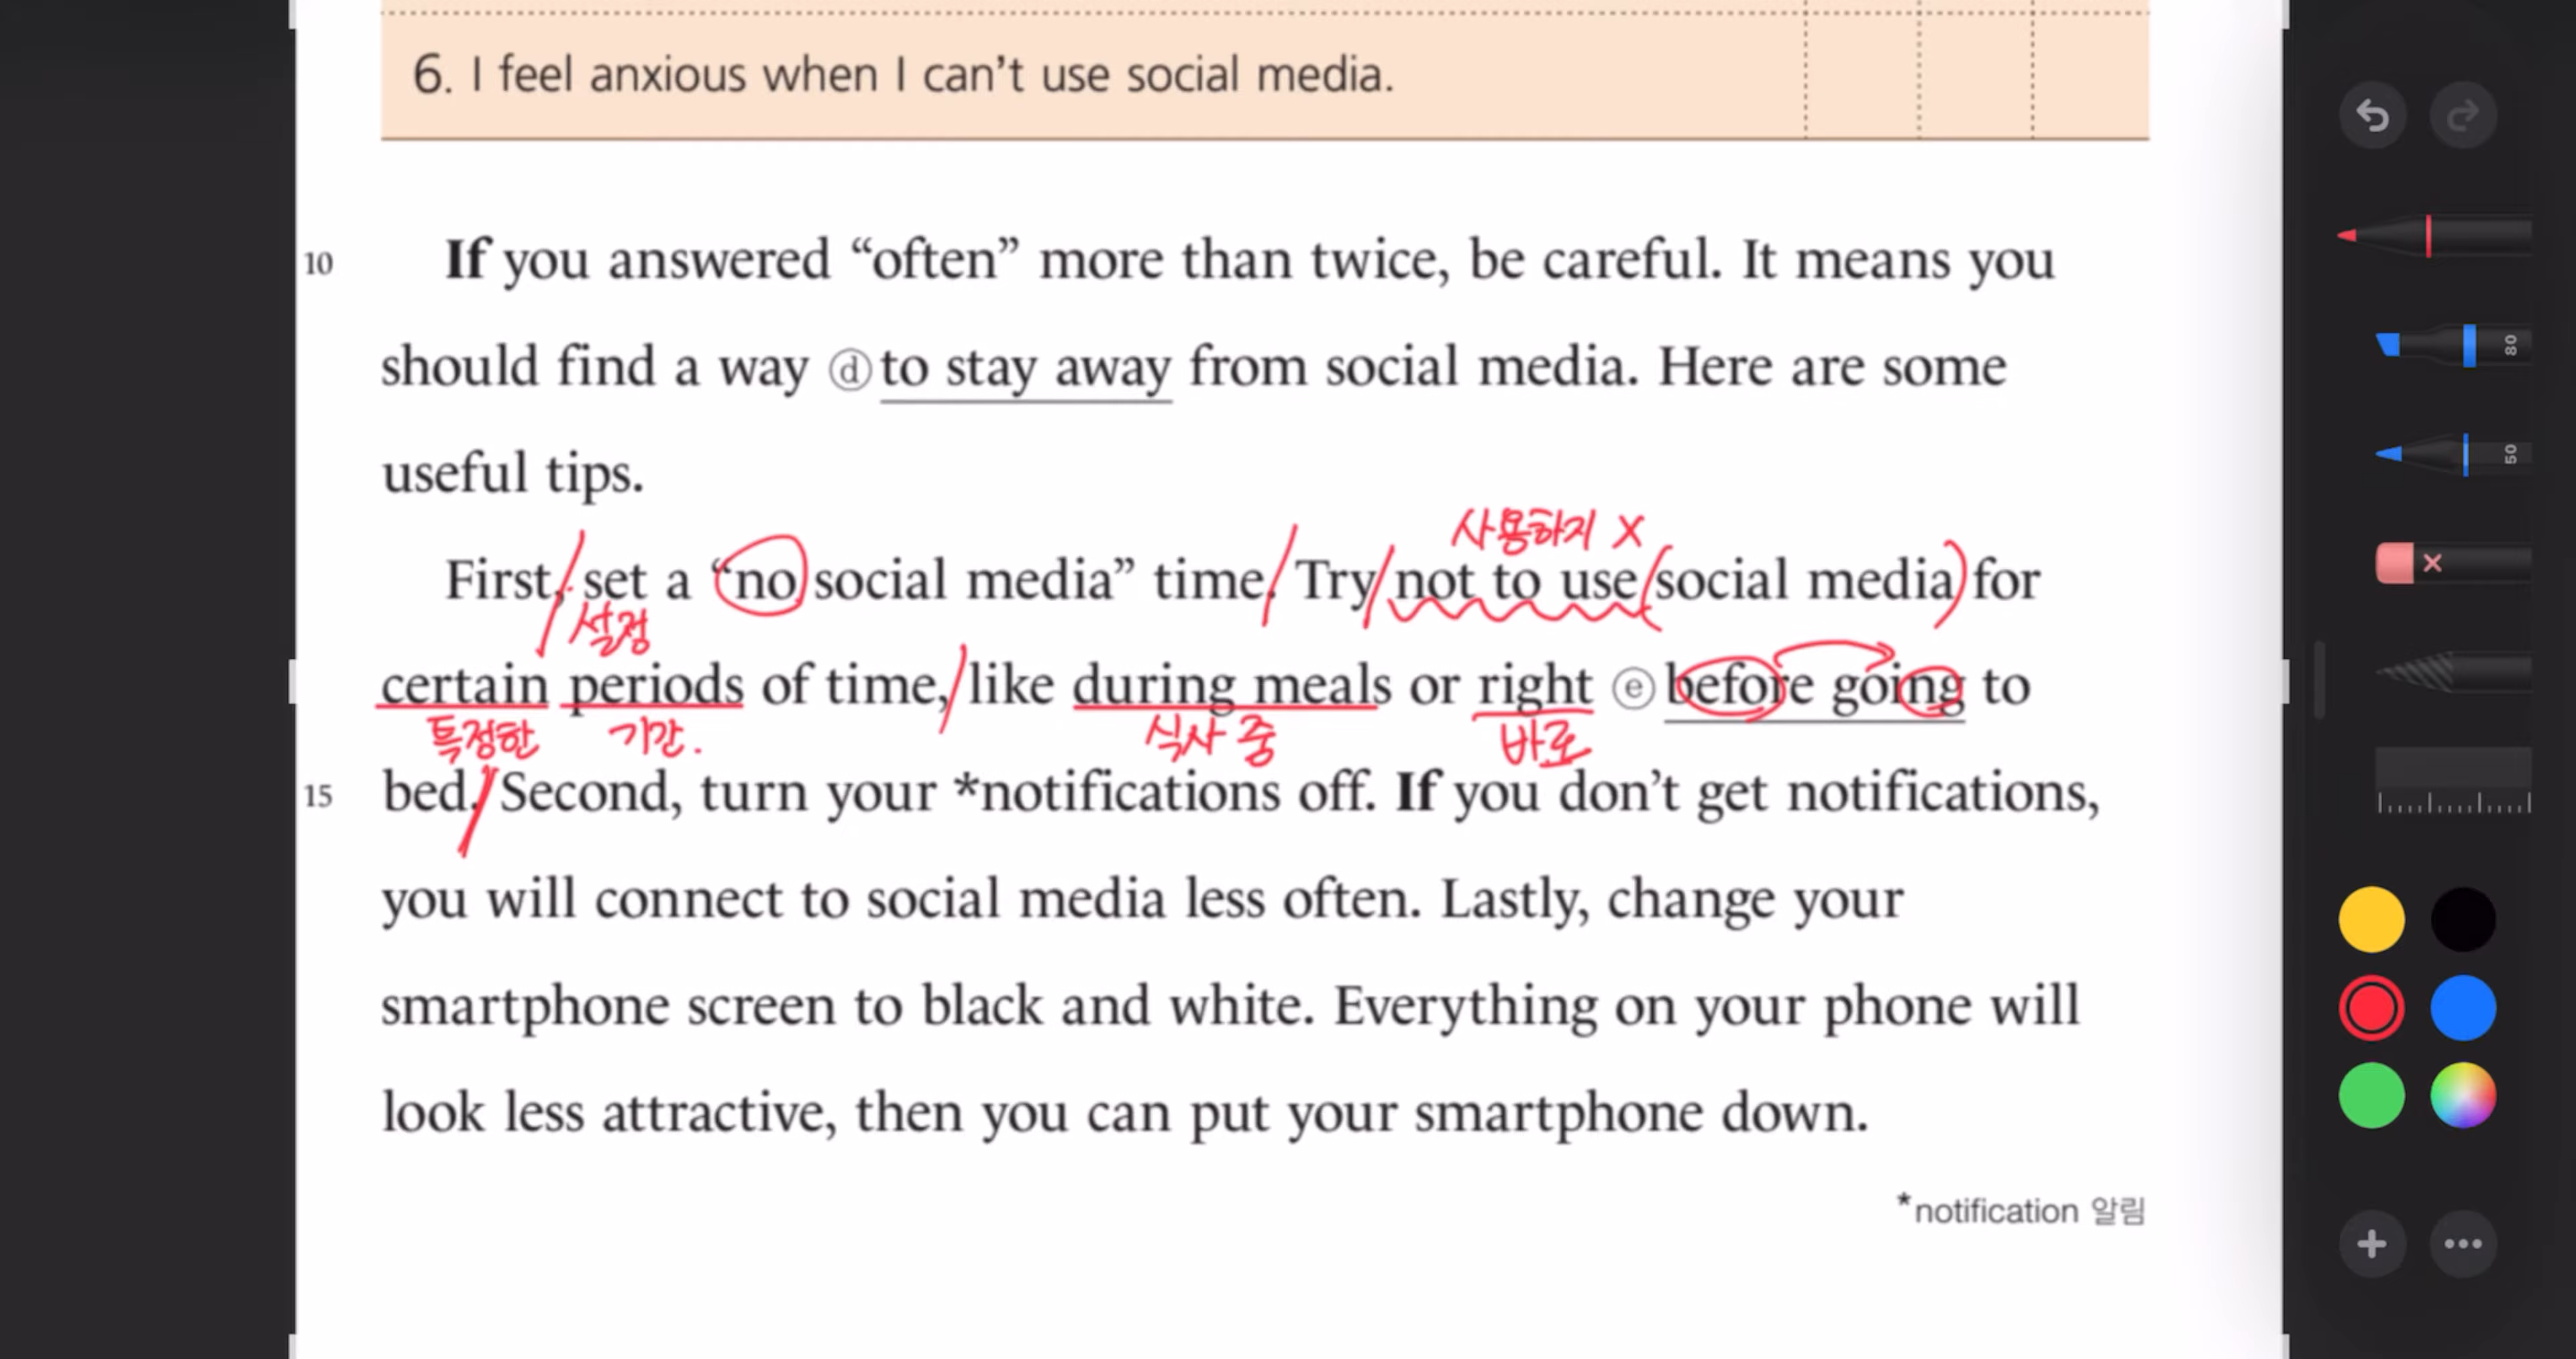 6. I feel anxious when I can't use social media.
10 If you answered “often” more than twice, be careful. It means you
should find a way ⓓ to stay away from social media. Here are some
useful tips.
사용하지 X
First, set a “no social media” time. Try not to use social media for
설정
certain periods of time, like during meals or right ⓔ before going to
특정한 기간. 식사 중 바로
15 bed. Second, turn your *notifications off. If you don't get notifications,
you will connect to social media less often. Lastly, change your
smartphone screen to black and white. Everything on your phone will
look less attractive, then you can put your smartphone down.
*notification 알림
80
50